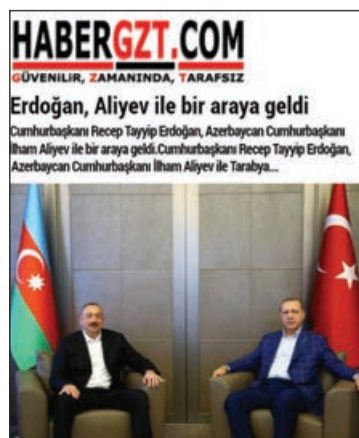 HABERGZT.COM
GÜVENİLİR, ZAMANINDA, TARAFSIZ
Erdoğan, Aliyev ile bir araya geldi
Cumhurbaşkanı Recep Tayyip Erdoğan, Azerbaycan Cumhurbaşkanı
İlham Aliyev ile bir araya geldi.Cumhurbaşkanı Recep Tayyip Erdoğan,
Azerbaycan Cumhurbaşkanı İlham Aliyev ile Tarabya...